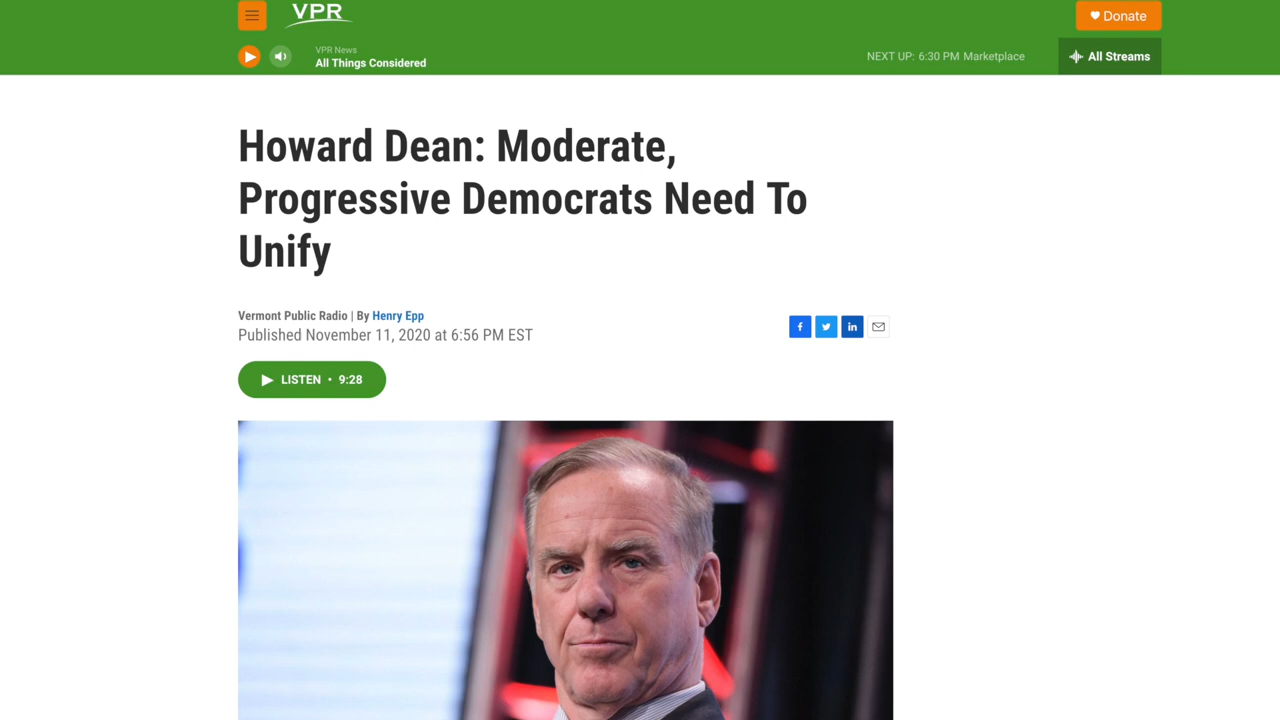 VPR
Donate
VPR News
All Things Considered
NEXT UP: 6:30 PM Marketplace
All Streams
Howard Dean: Moderate,
Progressive Democrats Need To
Unify
Vermont Public Radio | By Henry Epp
Published November 11, 2020 at 6:56 PM EST
LISTEN • 9:28